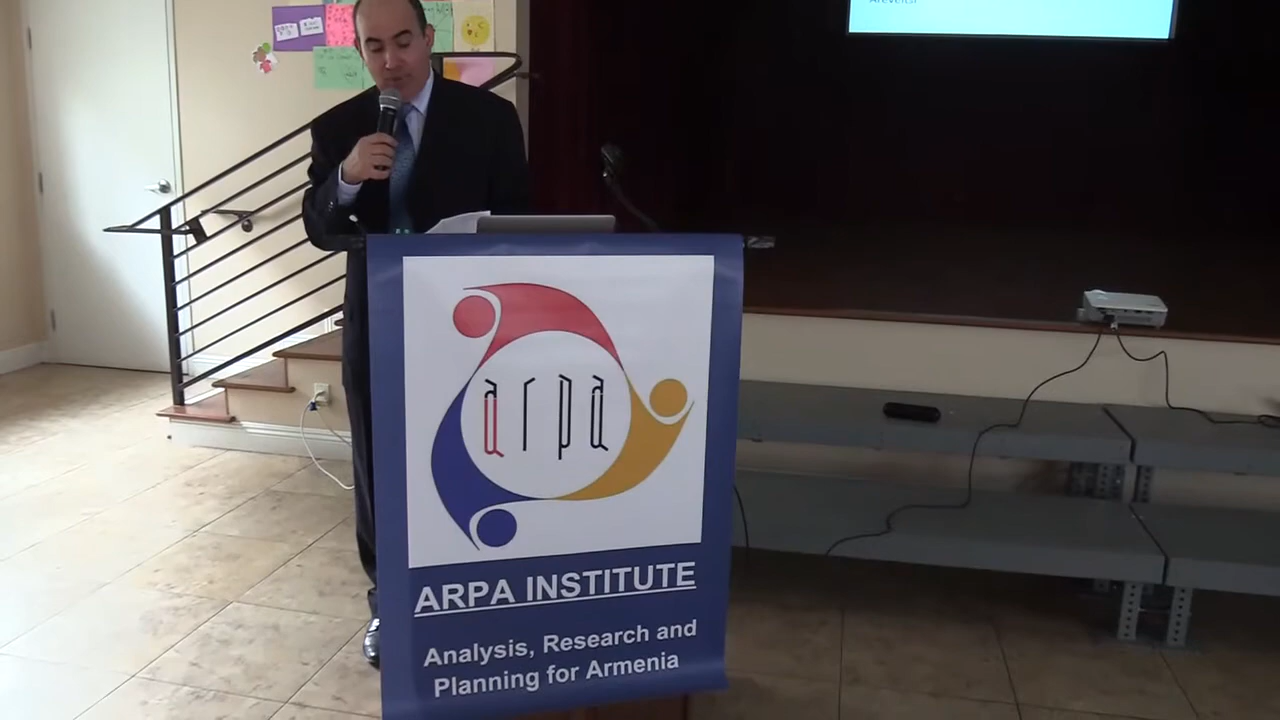 arpa
ARPA INSTITUTE
Analysis, Research and
Planning for Armenia